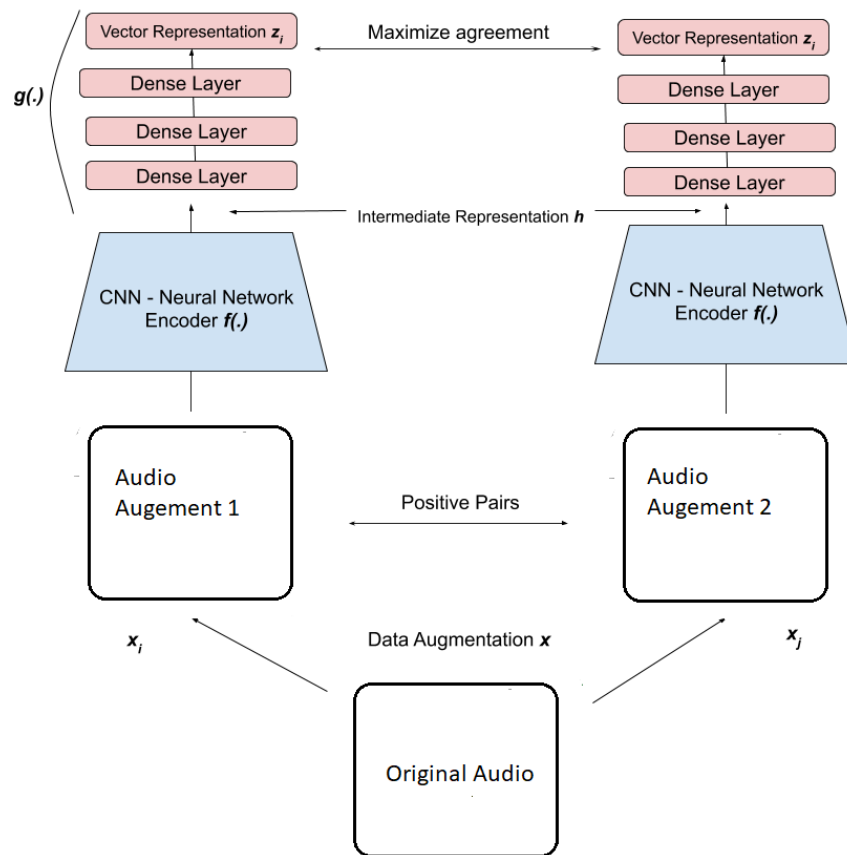 Vector Representation z_i
Maximize agreement
Vector Representation z_i
g(.)
Dense Layer
Dense Layer
Dense Layer
Dense Layer
Dense Layer
Dense Layer
Intermediate Representation h
CNN - Neural Network
Encoder f(.)
CNN - Neural Network
Encoder f(.)
Audio
Augement 1
Positive Pairs
Audio
Augement 2
x_i
Data Augmentation x
x_j
Original Audio